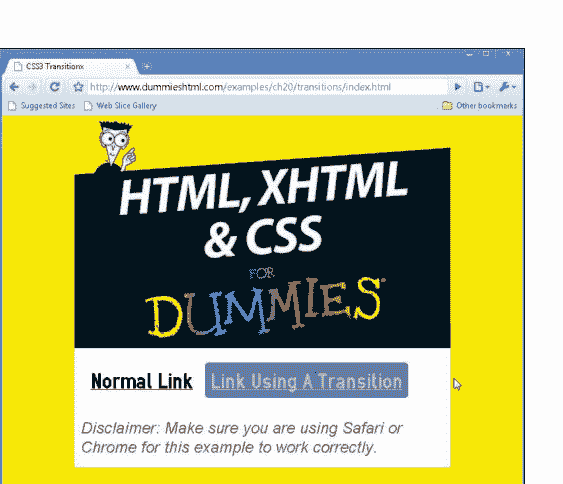 CSS3 Transitions
http://www.dummieshtml.com/examples/ch20/transitions/index.html
Suggested Sites Web Slice Gallery Other bookmarks
HTML, XHTML
& CSS
FOR
DUMMIES
Normal Link Link Using A Transition
Disclaimer: Make sure you are using Safari or
Chrome for this example to work correctly.